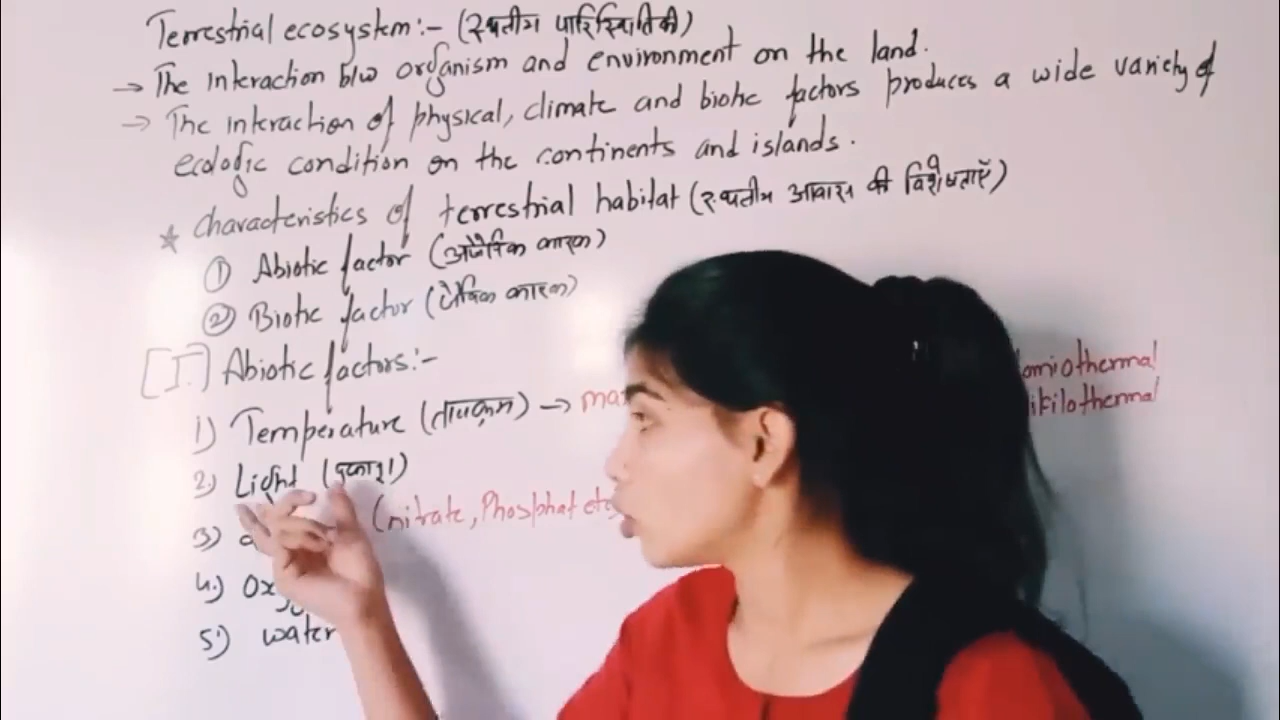 Terrestrial ecosystem:- (स्थलीय पारिस्थितिकी)
→ The interaction b/w organism and environment on the land.
→ The interaction of physical, climate and biotic factors produces a wide variety of
ecologic condition on the continents and islands.
★ Characteristics of terrestrial habitat (स्थलीय आवास की विशेषताएँ)
① Abiotic factor (अजैविक कारक)
② Biotic factor (जैविक कारक)
[I.] Abiotic factors:-
1) Temperature (तापक्रम) →
omiothermal
ikilothermal
2) Light (प्रकाश)
3) (nitrate, Phosphat etc
4) Ox
5) water